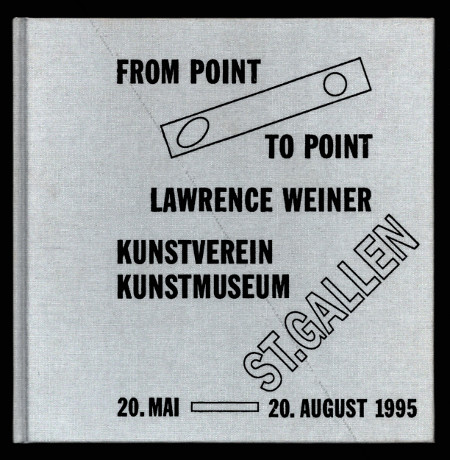 FROM POINT
TO POINT
LAWRENCE WEINER
KUNSTVEREIN
KUNSTMUSEUM
ST.GALLEN
20. MAI 20. AUGUST 1995